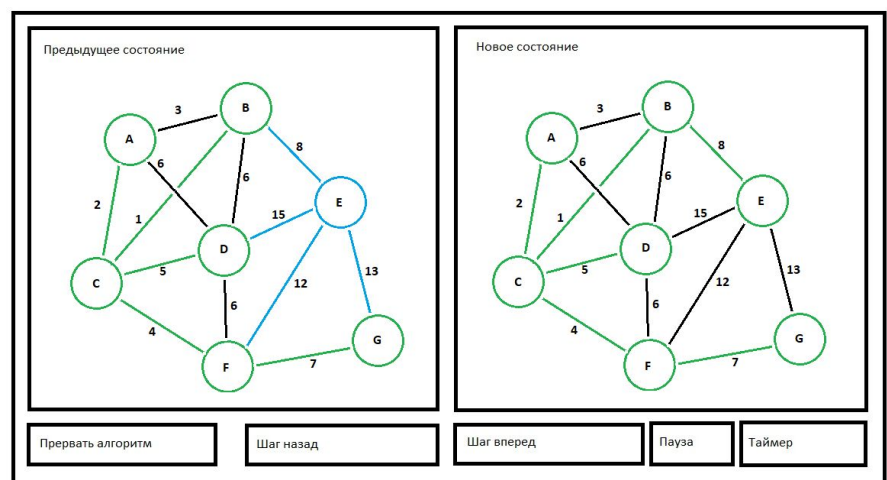 Предыдущее состояние
3
B
A
6
8
6
2
1
15
E
D
C
5
12
13
6
4
G
F
7
Новое состояние
3
B
A
6
8
6
2
1
15
E
D
C
5
12
13
6
4
G
F
7
Прервать алгоритм
Шаг назад
Шаг вперед
Пауза
Таймер